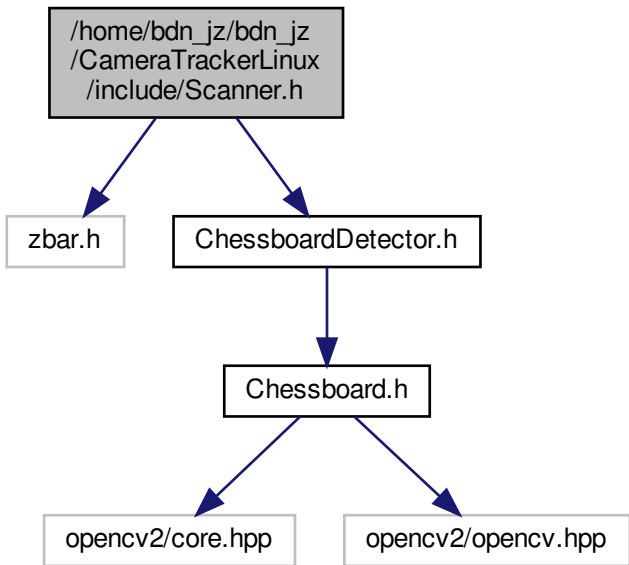 /home/bdn_jz/bdn_jz
/CameraTrackerLinux
/include/Scanner.h
zbar.h
ChessboardDetector.h
Chessboard.h
opencv2/core.hpp
opencv2/opencv.hpp